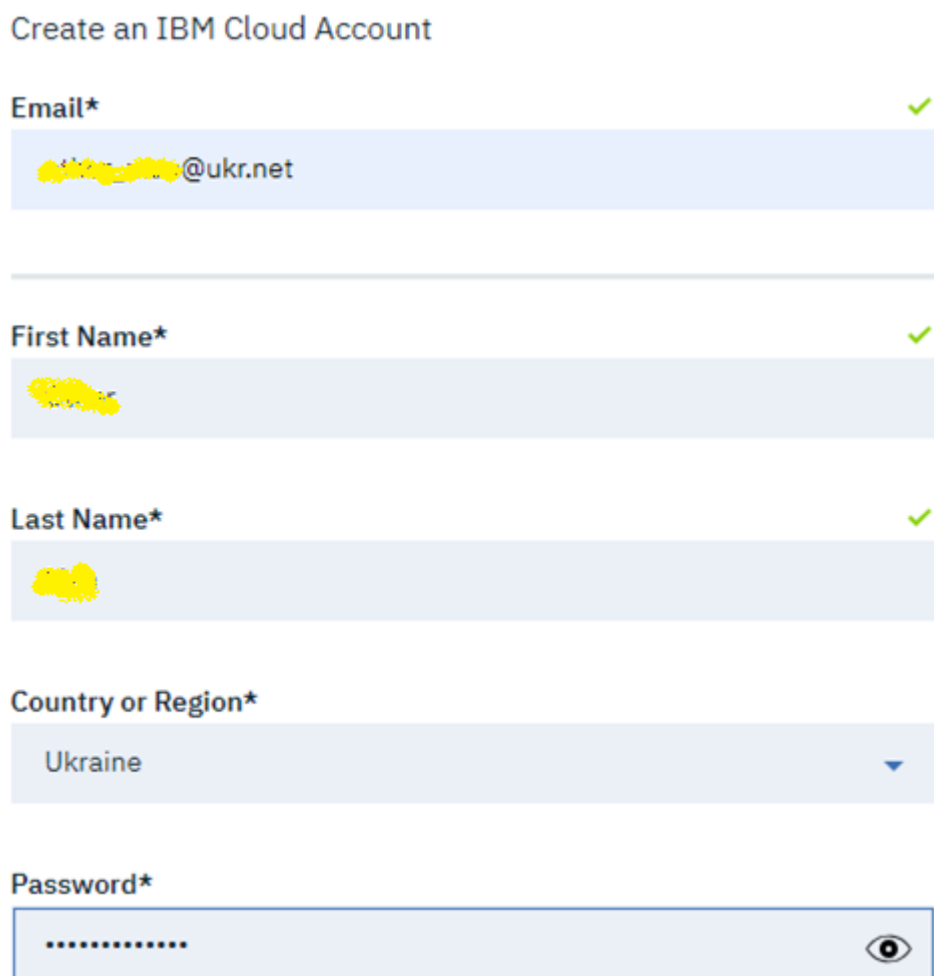 Create an IBM Cloud Account
Email*
@ukr.net
First Name*
Last Name*
Country or Region*
Ukraine
Password*
•••••••••••••